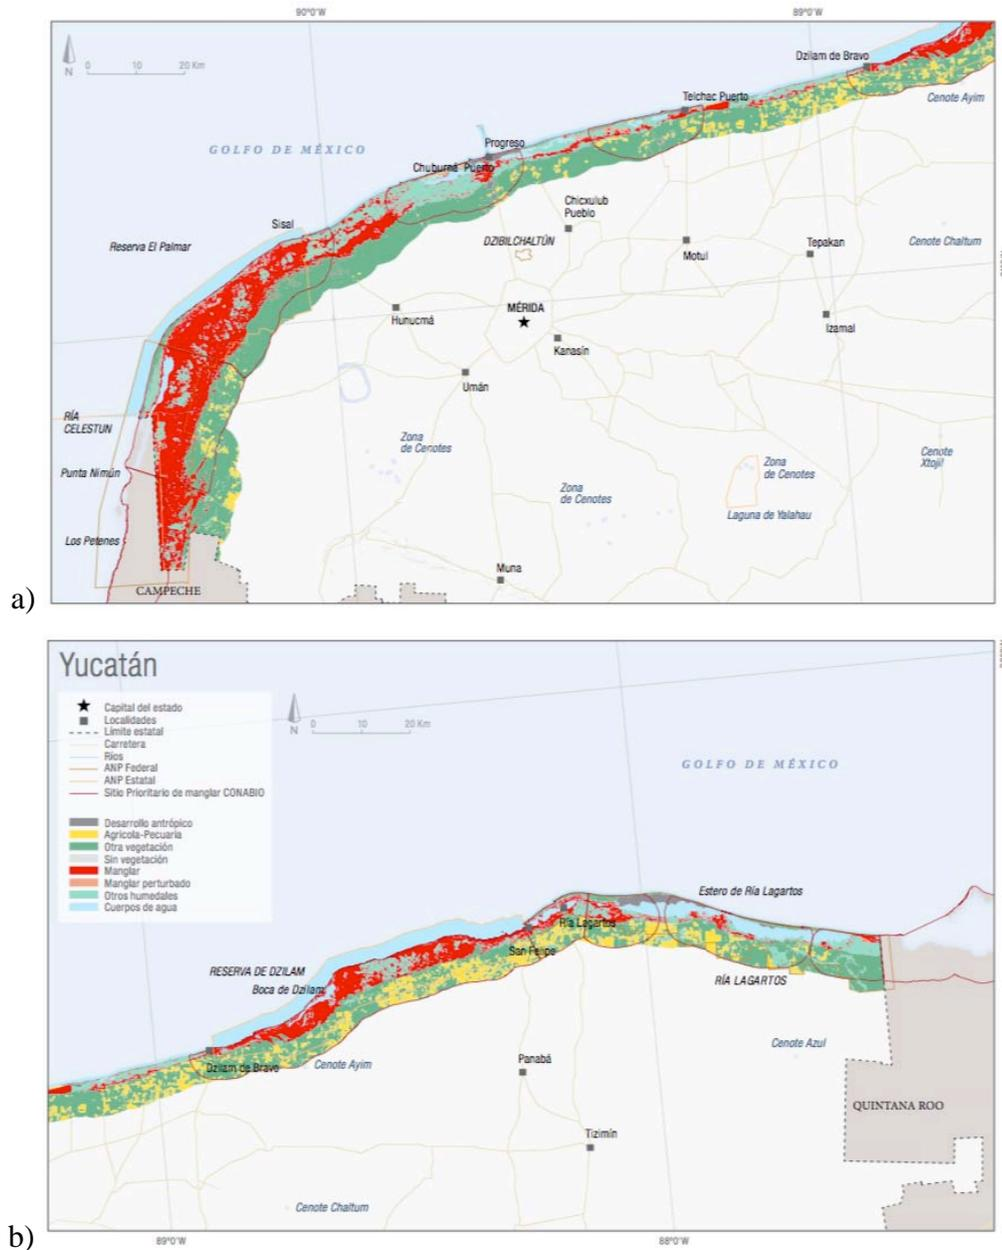 90°0'W
89°0'W
N
0 10 20 Km
Dzilam de Bravo
Cenote Ayim
Telchac Puerto
GOLFO DE MÉXICO
Progreso
Chuburná Puerto
Chicxulub
Pueblo
Sisal
Reserva El Palmar
DZIBILCHALTÚN
Tepakan
Cenote Chaltum
Motul
MÉRIDA
Hunucmá
Izamal
Kanasín
Umán
RÍA
CELESTUN
Zona
de Cenotes
Cenote
Xtojil
Punta Nimún
Zona
de Cenotes
Zona
de Cenotes
Laguna de Yalahau
Los Petenes
Muna
CAMPECHE
a)
Yucatán
Capital del estado
Localidades
Límite estatal
Carretera
Ríos
ANP Federal
ANP Estatal
Sitio Prioritario de manglar CONABIO
Desarrollo antrópico
Agrícola-Pecuaria
Otra vegetación
Sin vegetación
Manglar
Manglar perturbado
Otros humedales
Cuerpos de agua
N
0 10 20 Km
GOLFO DE MÉXICO
Estero de Ría Lagartos
Ría Lagartos
San Felipe
RESERVA DE DZILAM
Boca de Dzilam
RÍA LAGARTOS
Cenote Azul
Dzilam de Bravo
Cenote Ayim
Panabá
QUINTANA ROO
Tizimín
Cenote Chaltum
b)
89°0'W
88°0'W